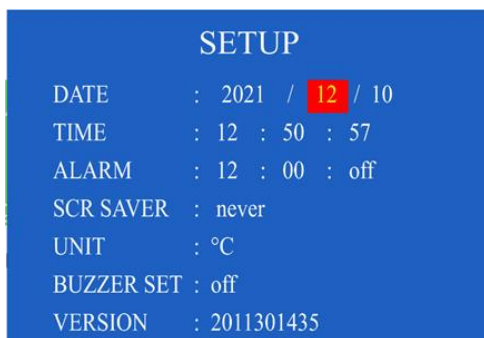 SETUP
DATE : 2021 / 12 / 10
TIME : 12 : 50 : 57
ALARM : 12 : 00 : off
SCR SAVER : never
UNIT : °C
BUZZER SET : off
VERSION : 2011301435